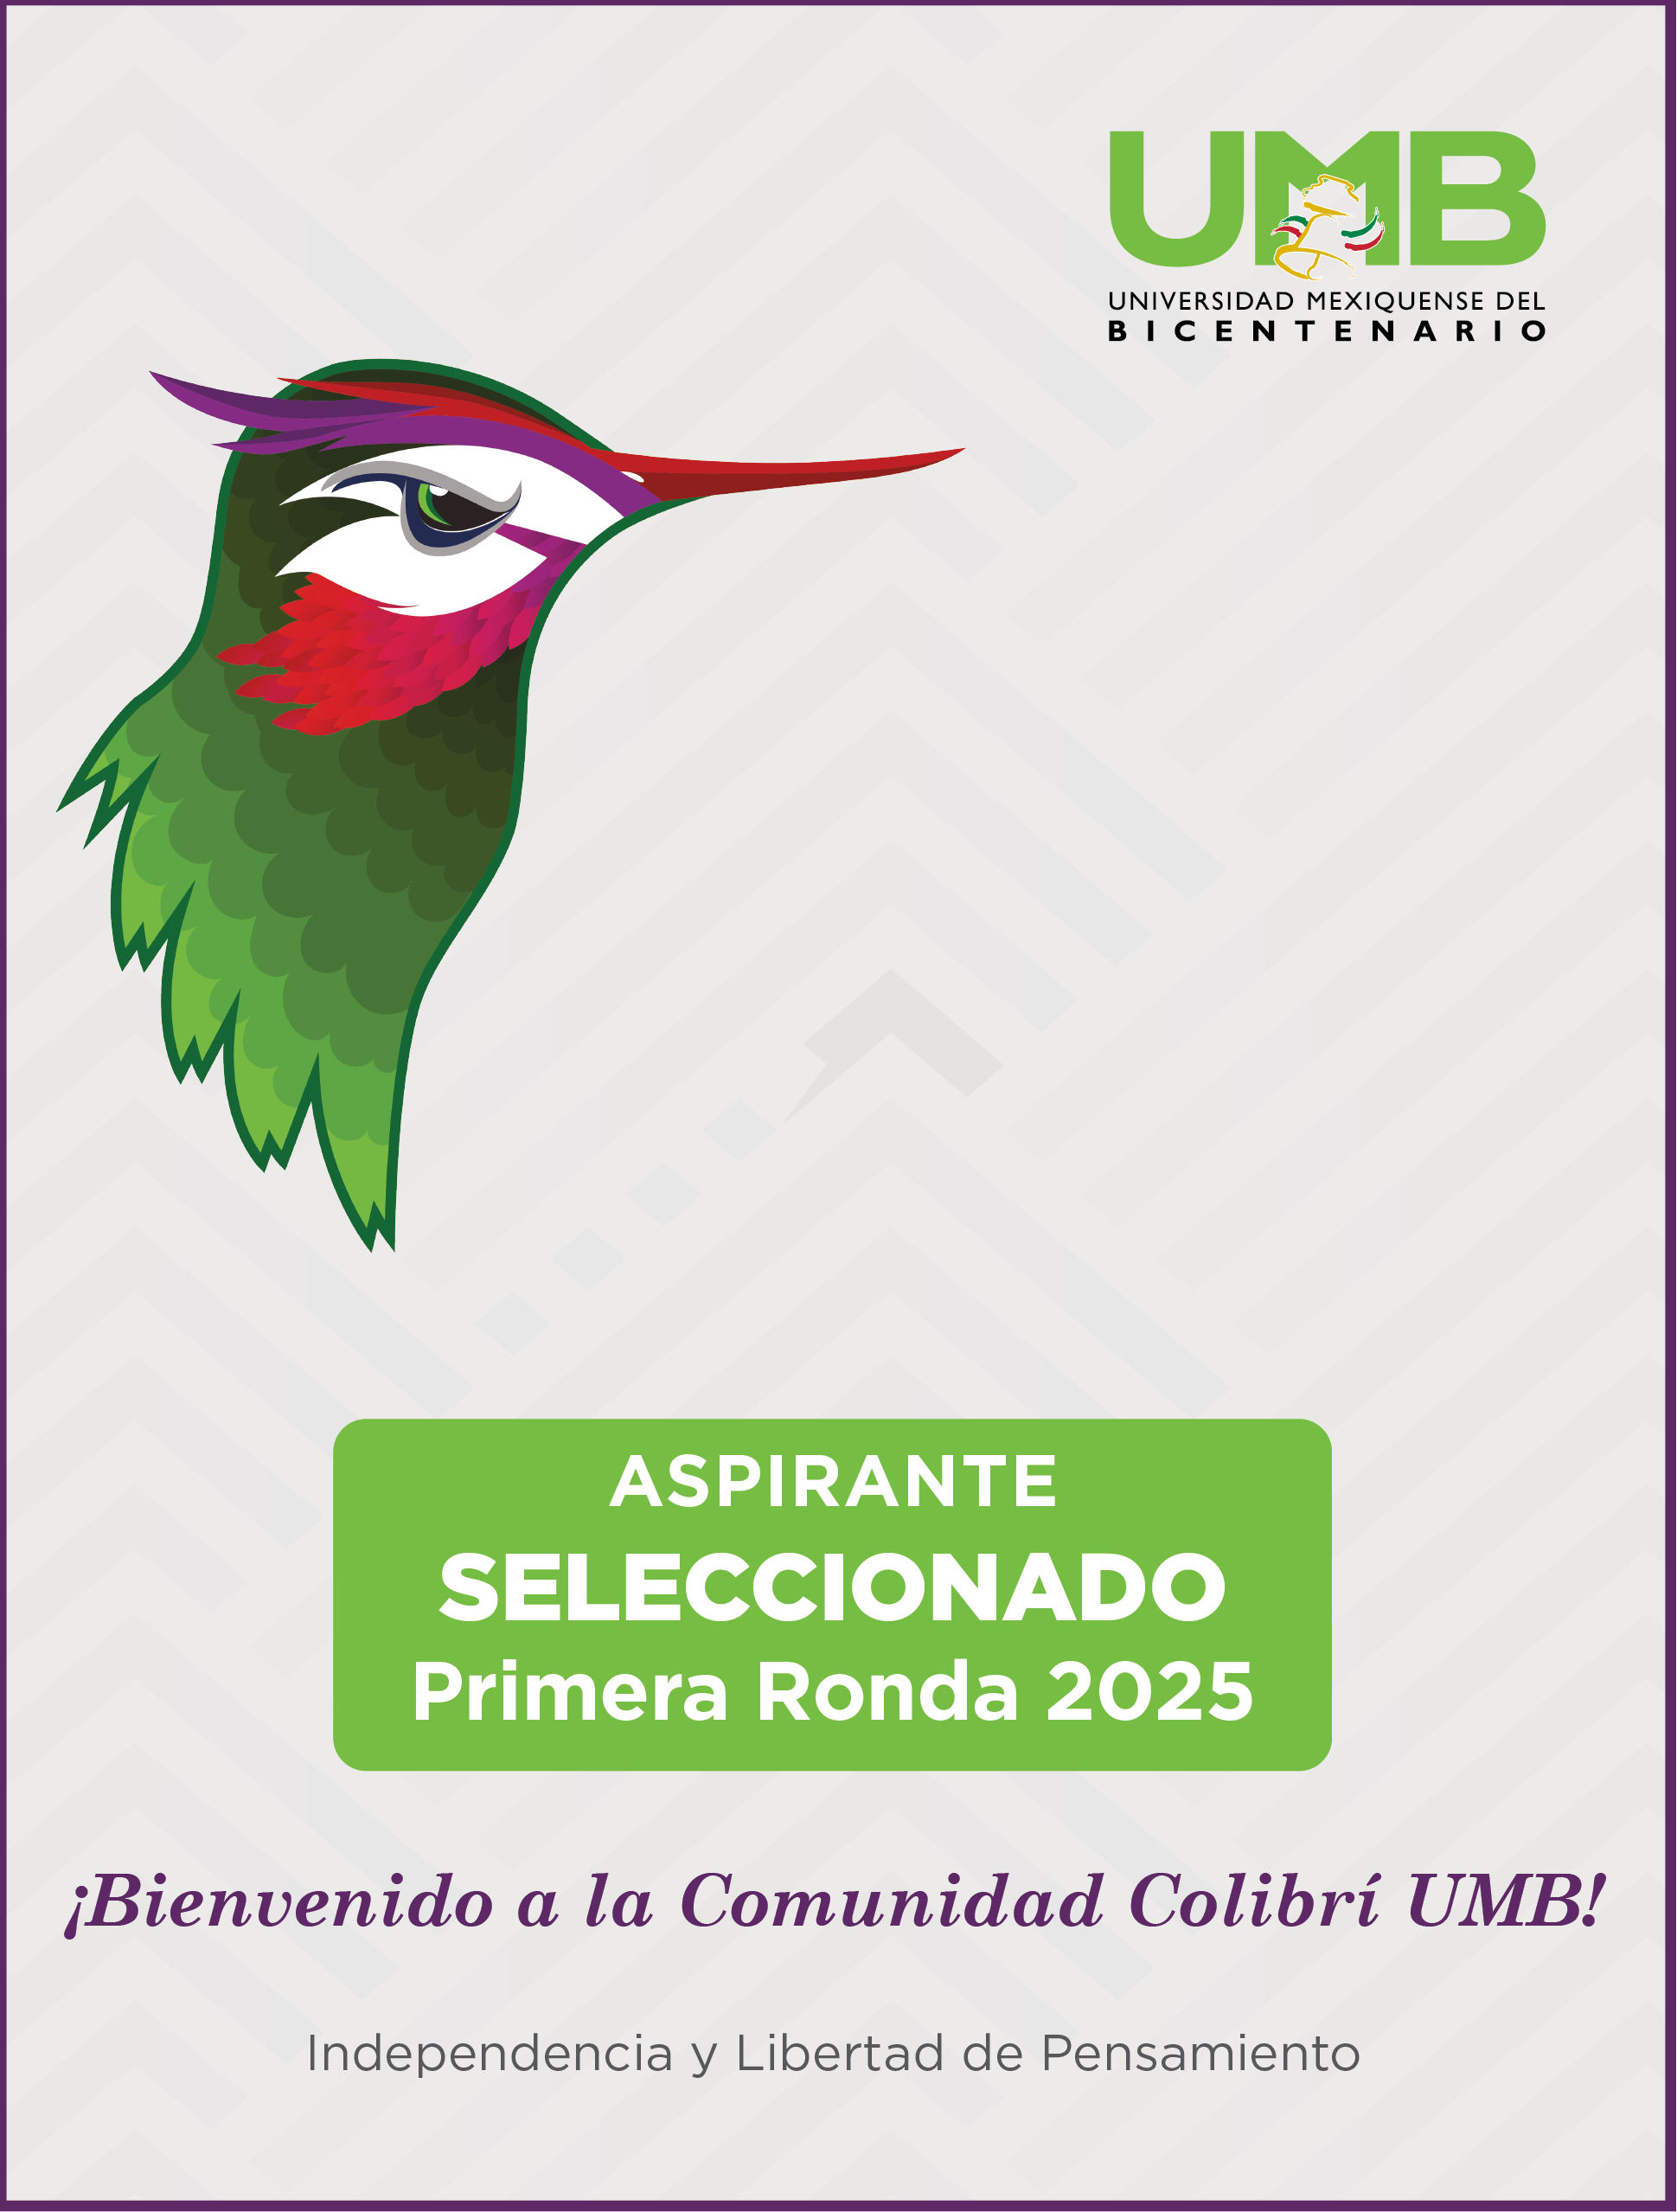 UMB
UNIVERSIDAD MEXIQUENSE DEL
BICENTENARIO
ASPIRANTE
SELECCIONADO
Primera Ronda 2025
¡Bienvenido a la Comunidad Colibrí UMB!
Independencia y Libertad de Pensamiento